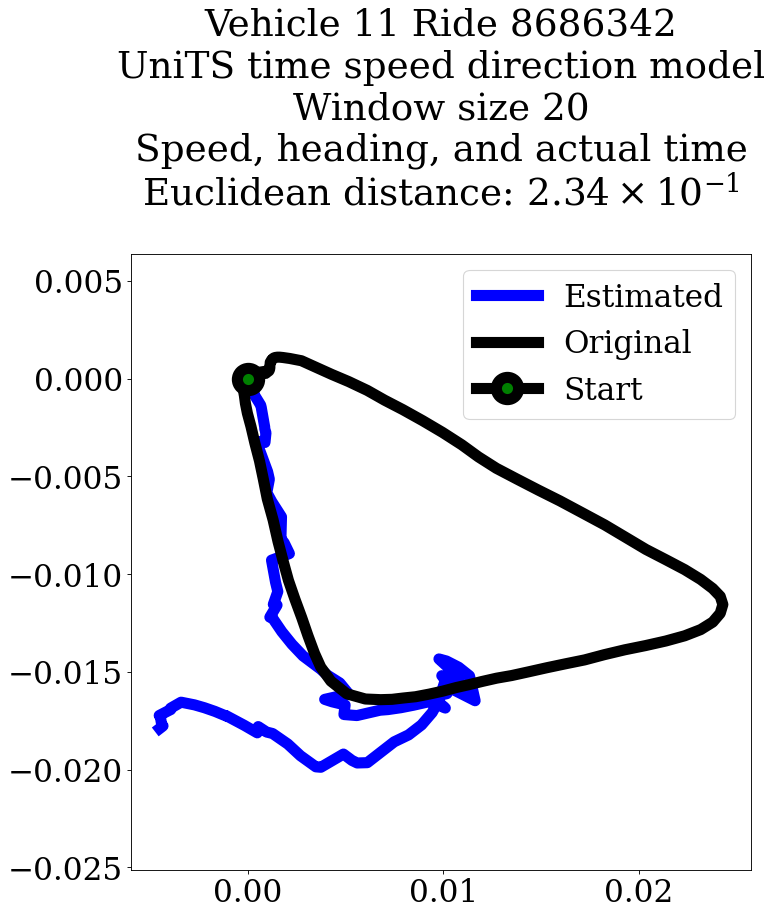 Vehicle 11 Ride 8686342
UniTS time speed direction model
Window size 20
Speed, heading, and actual time
Euclidean distance: 2.34 × 10⁻¹
Estimated
Original
Start
0.005
0.000
−0.005
−0.010
−0.015
−0.020
−0.025
0.00 0.01 0.02